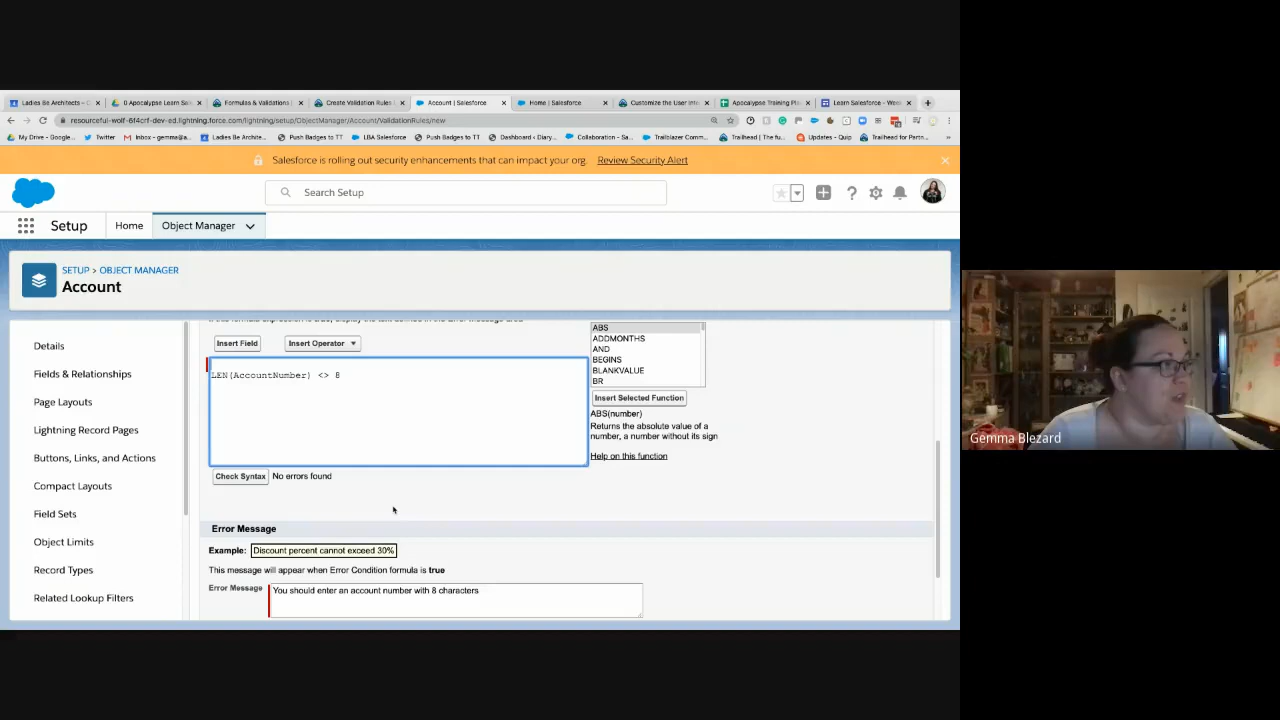 Ladies Be Architects - C
0 Apocalypse Learn Sal
Formulas & Validations |
Create Validation Rules
Account | Salesforce
Home | Salesforce
Customize the User Int
Apocalypse Training Pl
Learn Salesforce - Wee
resourceful-wolf-6f4crf-dev-ed.lightning.force.com/lightning/setup/ObjectManager/Account/ValidationRules/new
My Drive - Google...
Twitter
Inbox - gemma@a...
Ladies Be Archite...
Push Badges to TT
LBA Salesforce
Push Badges to TT
Dashboard ‹ Diary...
Collaboration - Sa...
Trailblazer Comm...
Trailhead | The fu...
Updates - Quip
Trailhead for Partn...
Salesforce is rolling out security enhancements that can impact your org. Review Security Alert
Search Setup
Setup
Home
Object Manager
SETUP > OBJECT MANAGER
Account
Details
Fields & Relationships
Page Layouts
Lightning Record Pages
Buttons, Links, and Actions
Compact Layouts
Field Sets
Object Limits
Record Types
Related Lookup Filters
Insert Field
Insert Operator
LEN(AccountNumber) <> 8
Check Syntax No errors found
ABS
ADDMONTHS
AND
BEGINS
BLANKVALUE
BR
Insert Selected Function
ABS(number)
Returns the absolute value of a
number, a number without its sign
Help on this function
Error Message
Example: Discount percent cannot exceed 30%
This message will appear when Error Condition formula is true
Error Message
You should enter an account number with 8 characters
Gemma Blezard